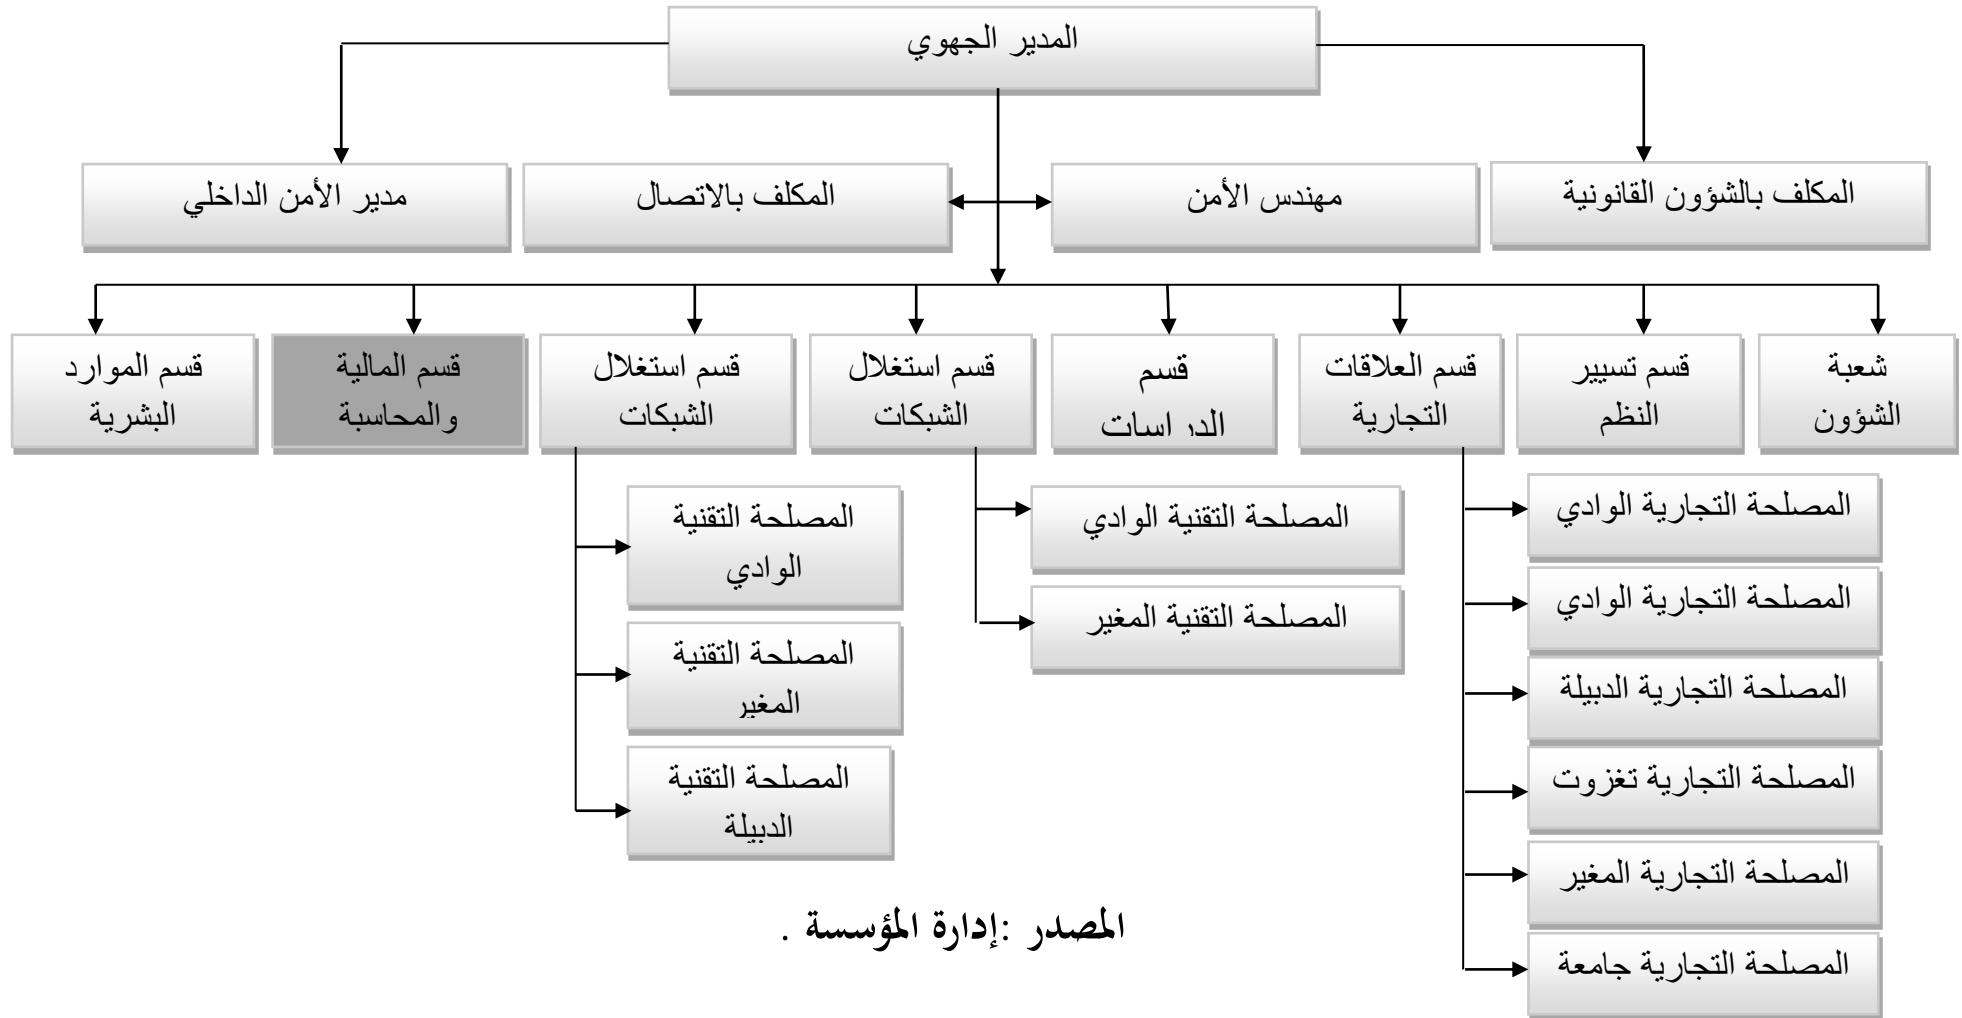 المدير الجهوي
المكلف بالشؤون القانونية
مهندس الأمن
المكلف بالاتصال
مدير الأمن الداخلي
شعبة
الشؤون
قسم تسيير
النظم
قسم العلاقات
التجارية
قسم
الدراسات
قسم استغلال
الشبكات
قسم استغلال
الشبكات
قسم المالية
والمحاسبة
قسم الموارد
البشرية
المصلحة التجارية الوادي
المصلحة التجارية الوادي
المصلحة التجارية الدبيلة
المصلحة التجارية تغزوت
المصلحة التجارية المغير
المصلحة التجارية جامعة
المصلحة التقنية الوادي
المصلحة التقنية المغير
المصلحة التقنية
الوادي
المصلحة التقنية
المغير
المصلحة التقنية
الدبيلة
المصدر :إدارة المؤسسة .